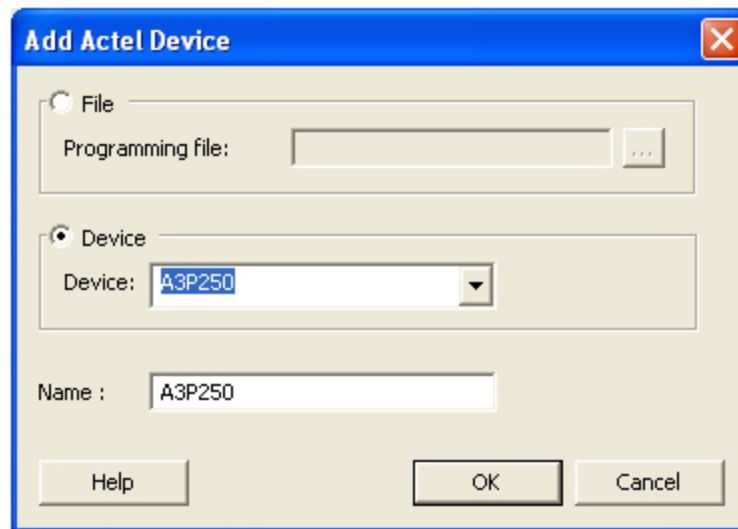 Add Actel Device
File
Programming file:
...
Device
Device: A3P250
Name : A3P250
Help OK Cancel